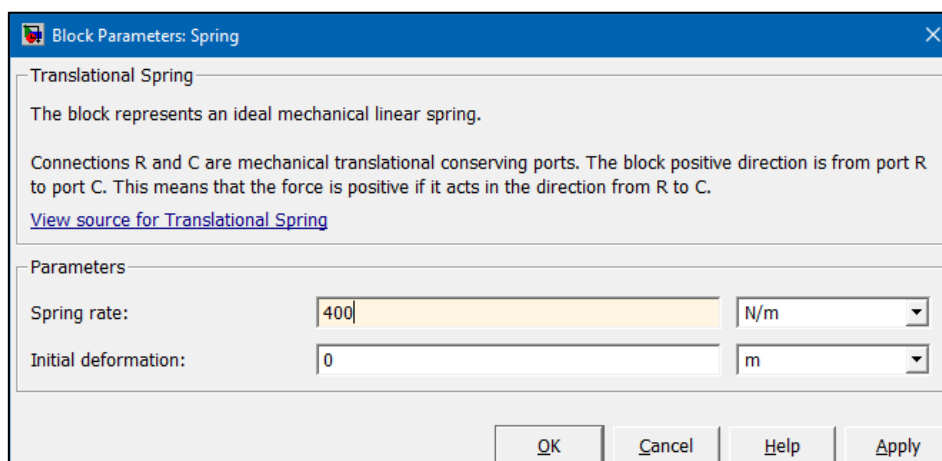 Block Parameters: Spring
Translational Spring
The block represents an ideal mechanical linear spring.
Connections R and C are mechanical translational conserving ports. The block positive direction is from port R
to port C. This means that the force is positive if it acts in the direction from R to C.
View source for Translational Spring
Parameters
Spring rate: 400 N/m
Initial deformation: 0 m
OK Cancel Help Apply